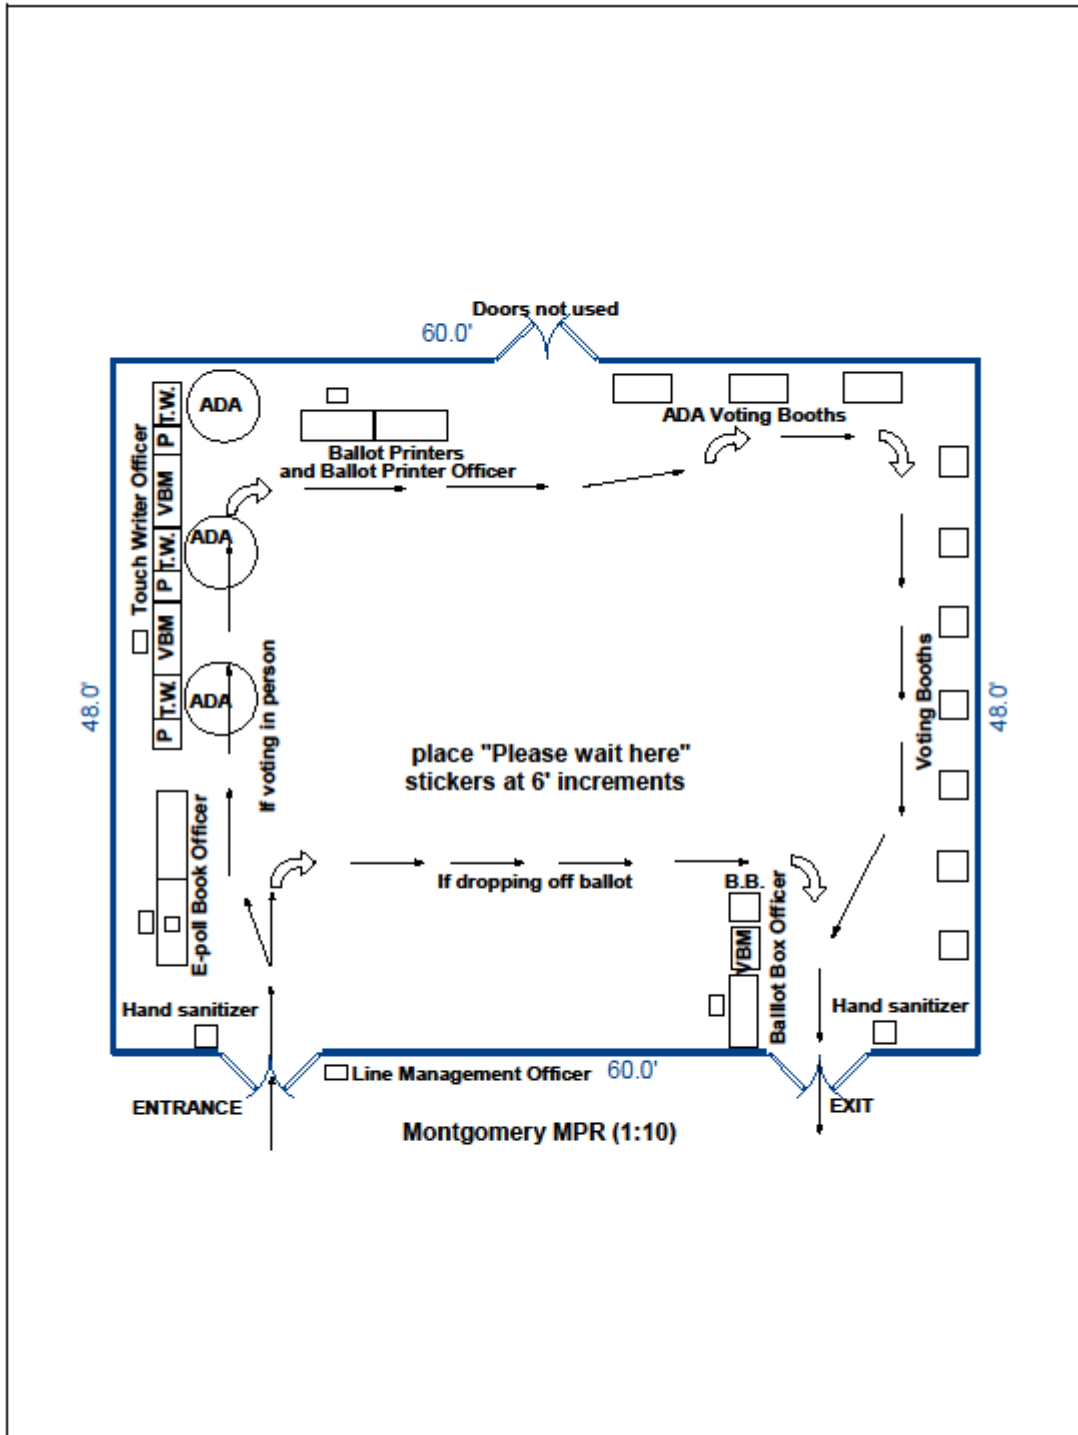 Doors not used
60.0'
ADA
T.W.
P
VBM
T.W.
P
VBM
T.W.
P
Touch Writer Officer
ADA
ADA
Ballot Printers
and Ballot Printer Officer
ADA Voting Booths
Voting Booths
48.0'
48.0'
If voting in person
place "Please wait here"
stickers at 6' increments
E-poll Book Officer
If dropping off ballot
B.B.
VBM
Balllot Box Officer
Hand sanitizer
Hand sanitizer
Line Management Officer
60.0'
ENTRANCE
EXIT
Montgomery MPR (1:10)